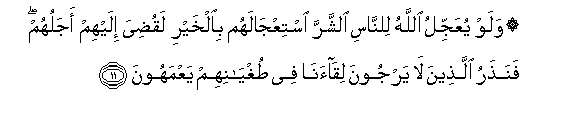 ۞ وَلَوْ يُعَجِّلُ ٱللَّهُ لِلنَّاسِ ٱلشَّرَّ ٱسْتِعْجَالَهُم بِٱلْخَيْرِ لَقُضِىَ إِلَيْهِمْ أَجَلُهُمْ ۖ
فَنَذَرُ ٱلَّذِينَ لَا يَرْجُونَ لِقَآءَنَا فِى طُغْيَـٰنِهِمْ يَعْمَهُونَ ﴿١١﴾